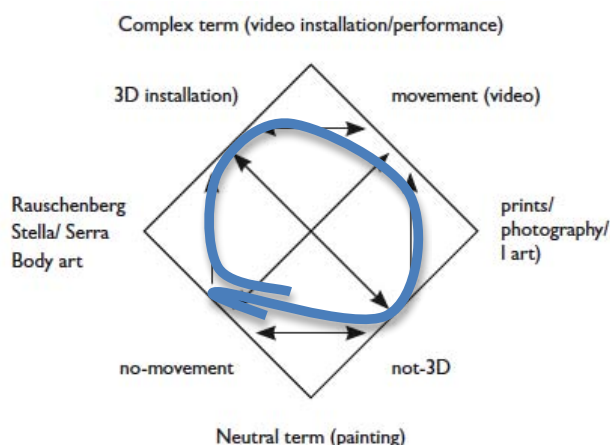 Complex term (video installation/performance)
3D installation)
movement (video)
Rauschenberg
Stella/ Serra
Body art
prints/
photography/
l art)
no-movement
not-3D
Neutral term (painting)